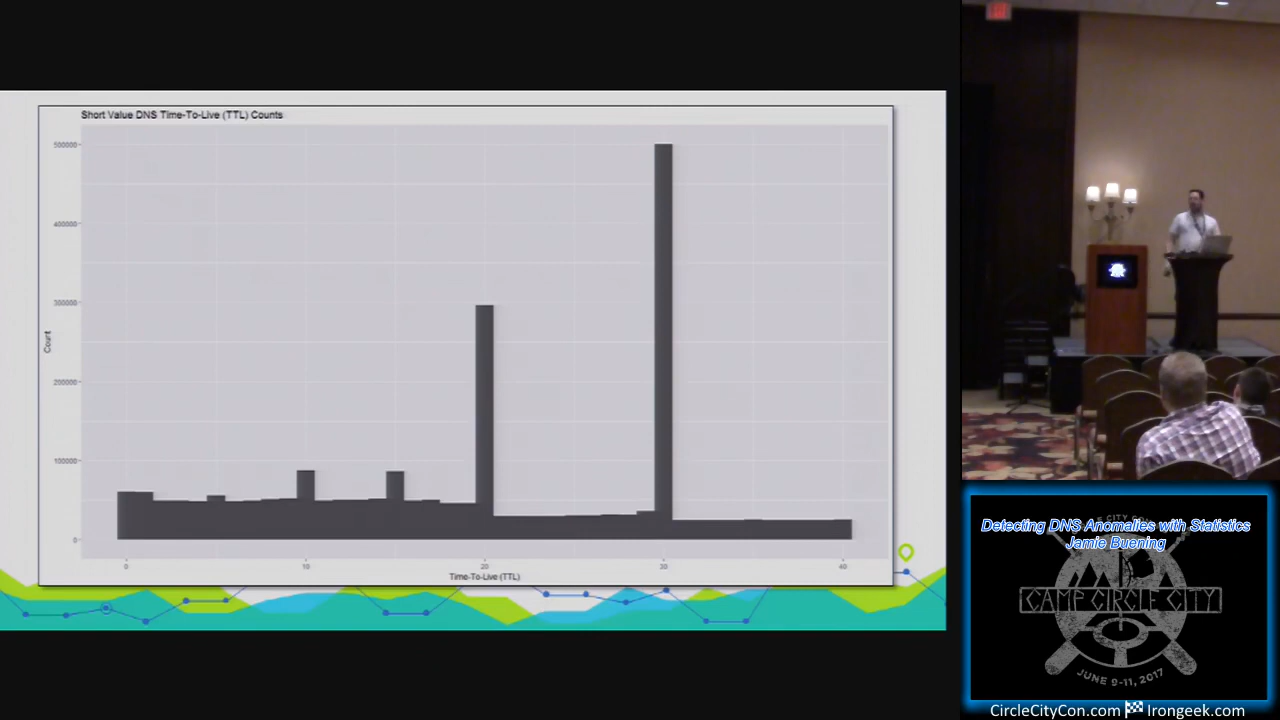 Short Value DNS Time-To-Live (TTL) Counts
500000
400000
300000
200000
100000
0
Count
0
10
20
30
40
Time-To-Live (TTL)
Detecting DNS Anomalies with Statistics
Jamie Buening
CAMP CIRCLE CITY
JUNE 9-11, 2017
CircleCityCon.com
Irongeek.com